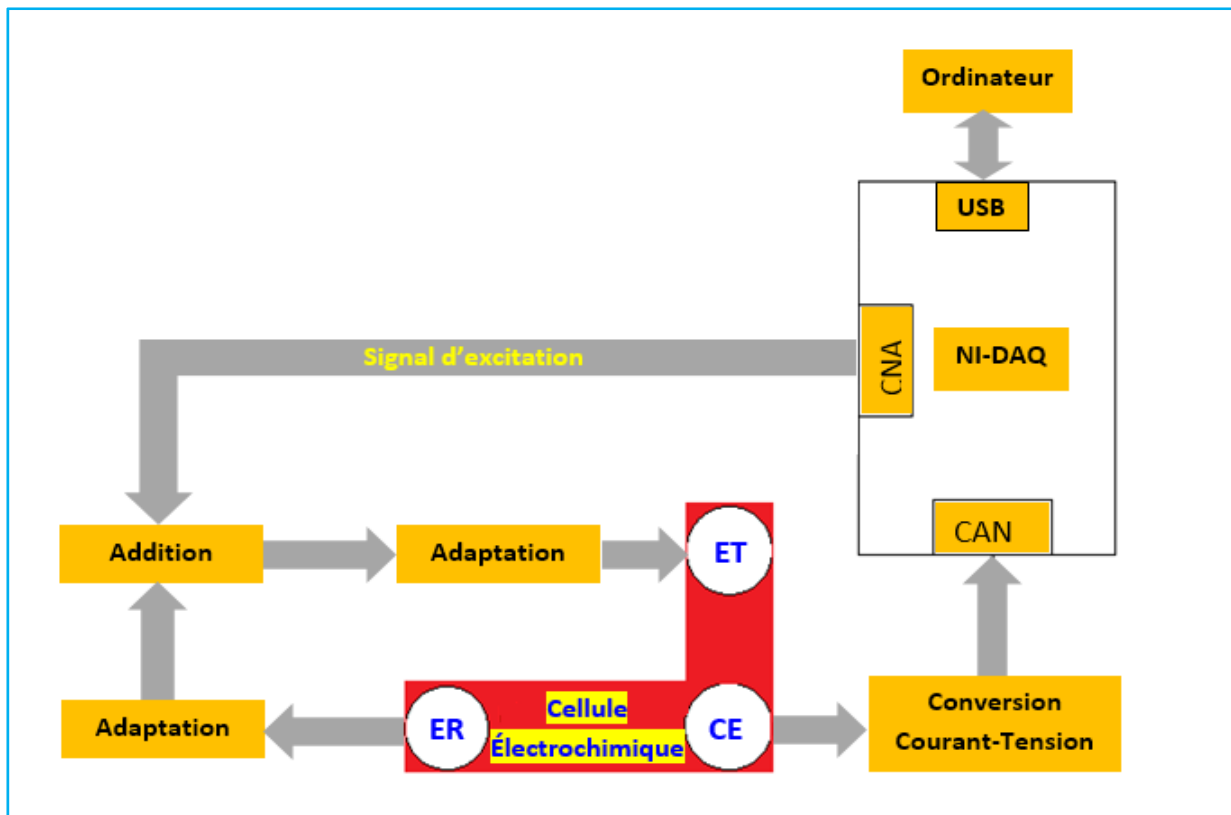 Ordinateur
USB
CNA
NI-DAQ
Signal d’excitation
CAN
Addition
Adaptation
ET
Adaptation
ER
Cellule
Électrochimique
CE
Conversion
Courant-Tension